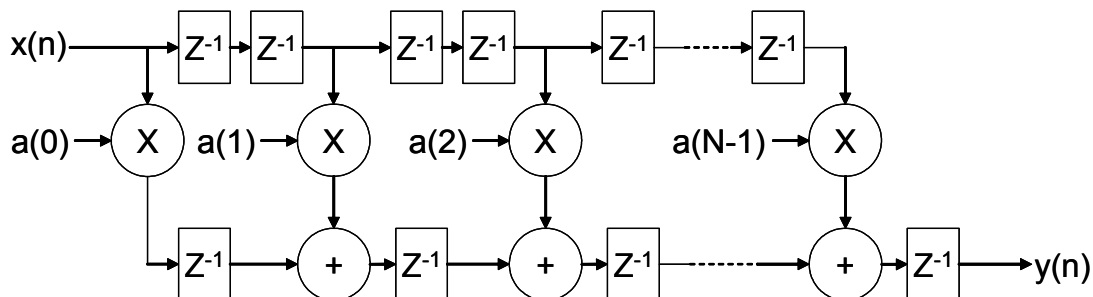 x(n) Z⁻¹ Z⁻¹ Z⁻¹ Z⁻¹ Z⁻¹ Z⁻¹
a(0) X a(1) X a(2) X a(N-1) X
Z⁻¹ + Z⁻¹ + Z⁻¹ + Z⁻¹ y(n)